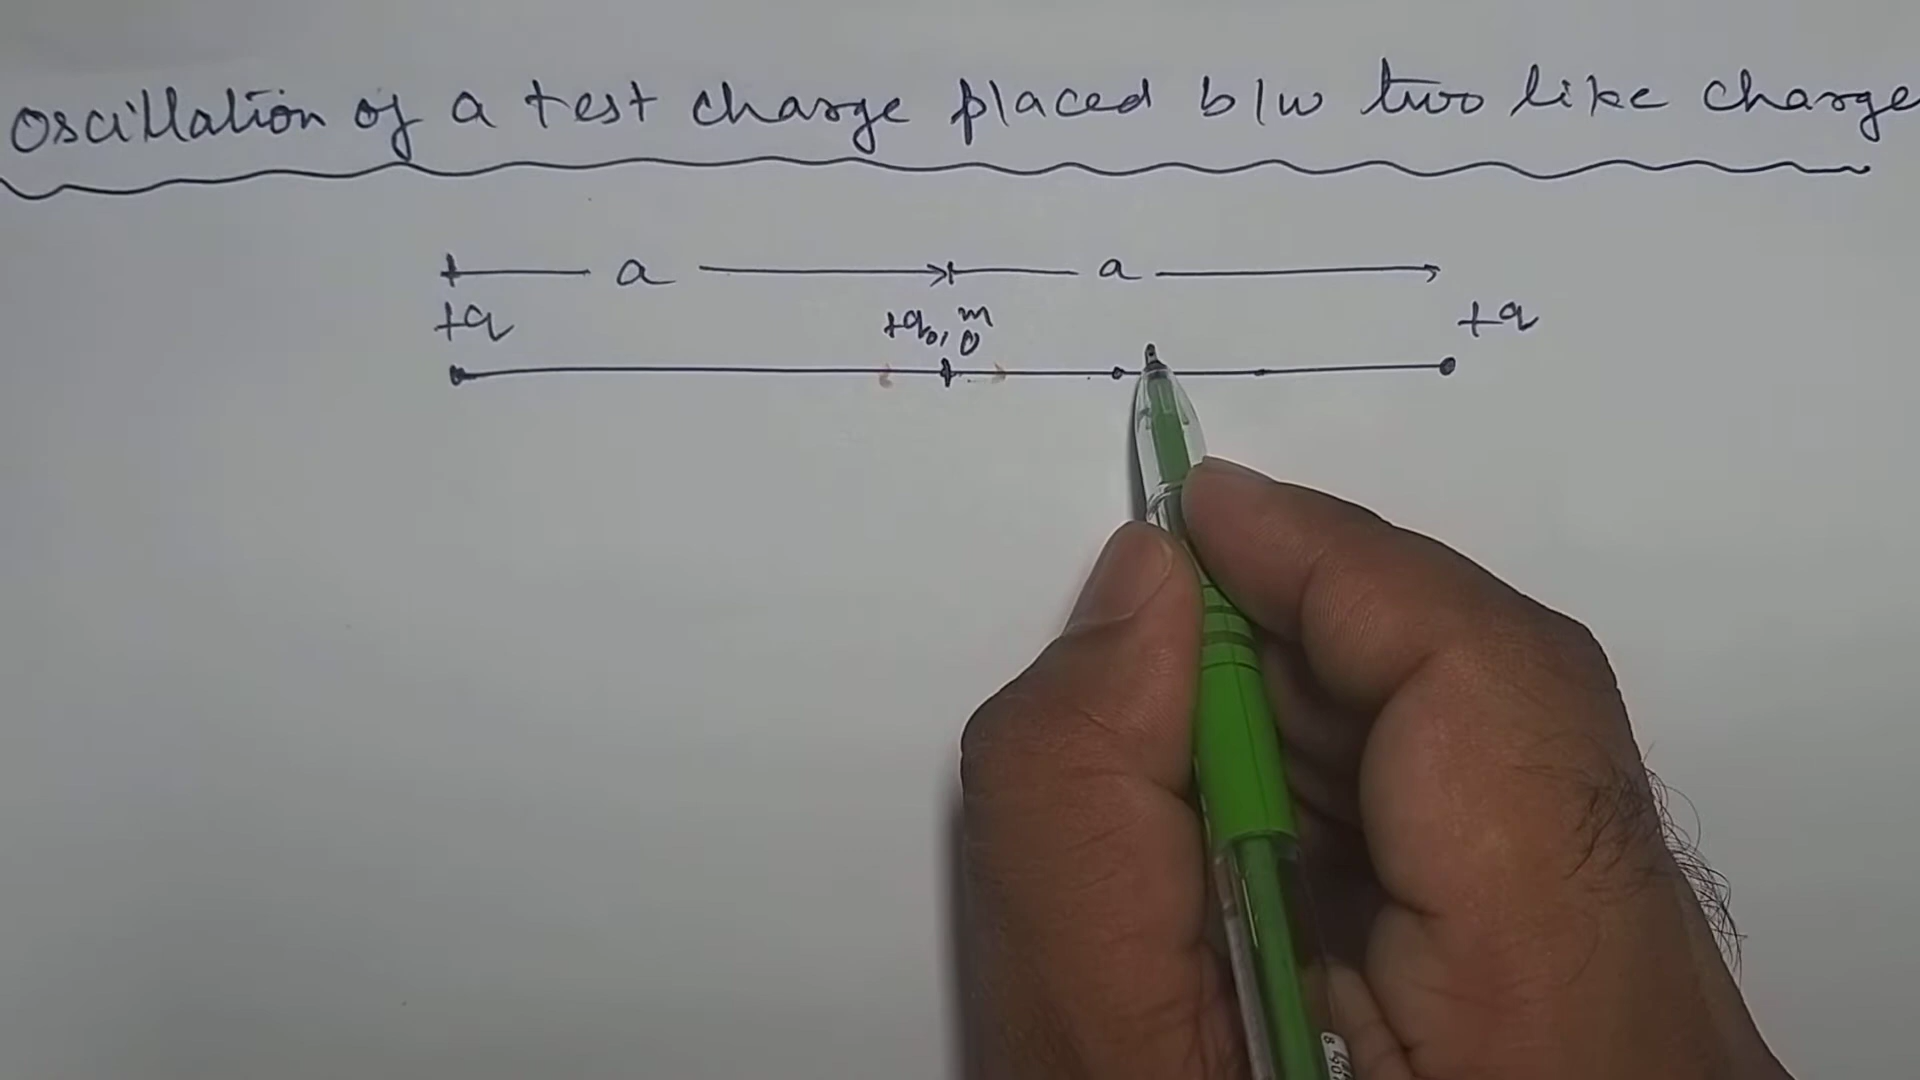 Oscillation of a test charge placed b/w two like charge
a a
+q +q₀, m +q
O